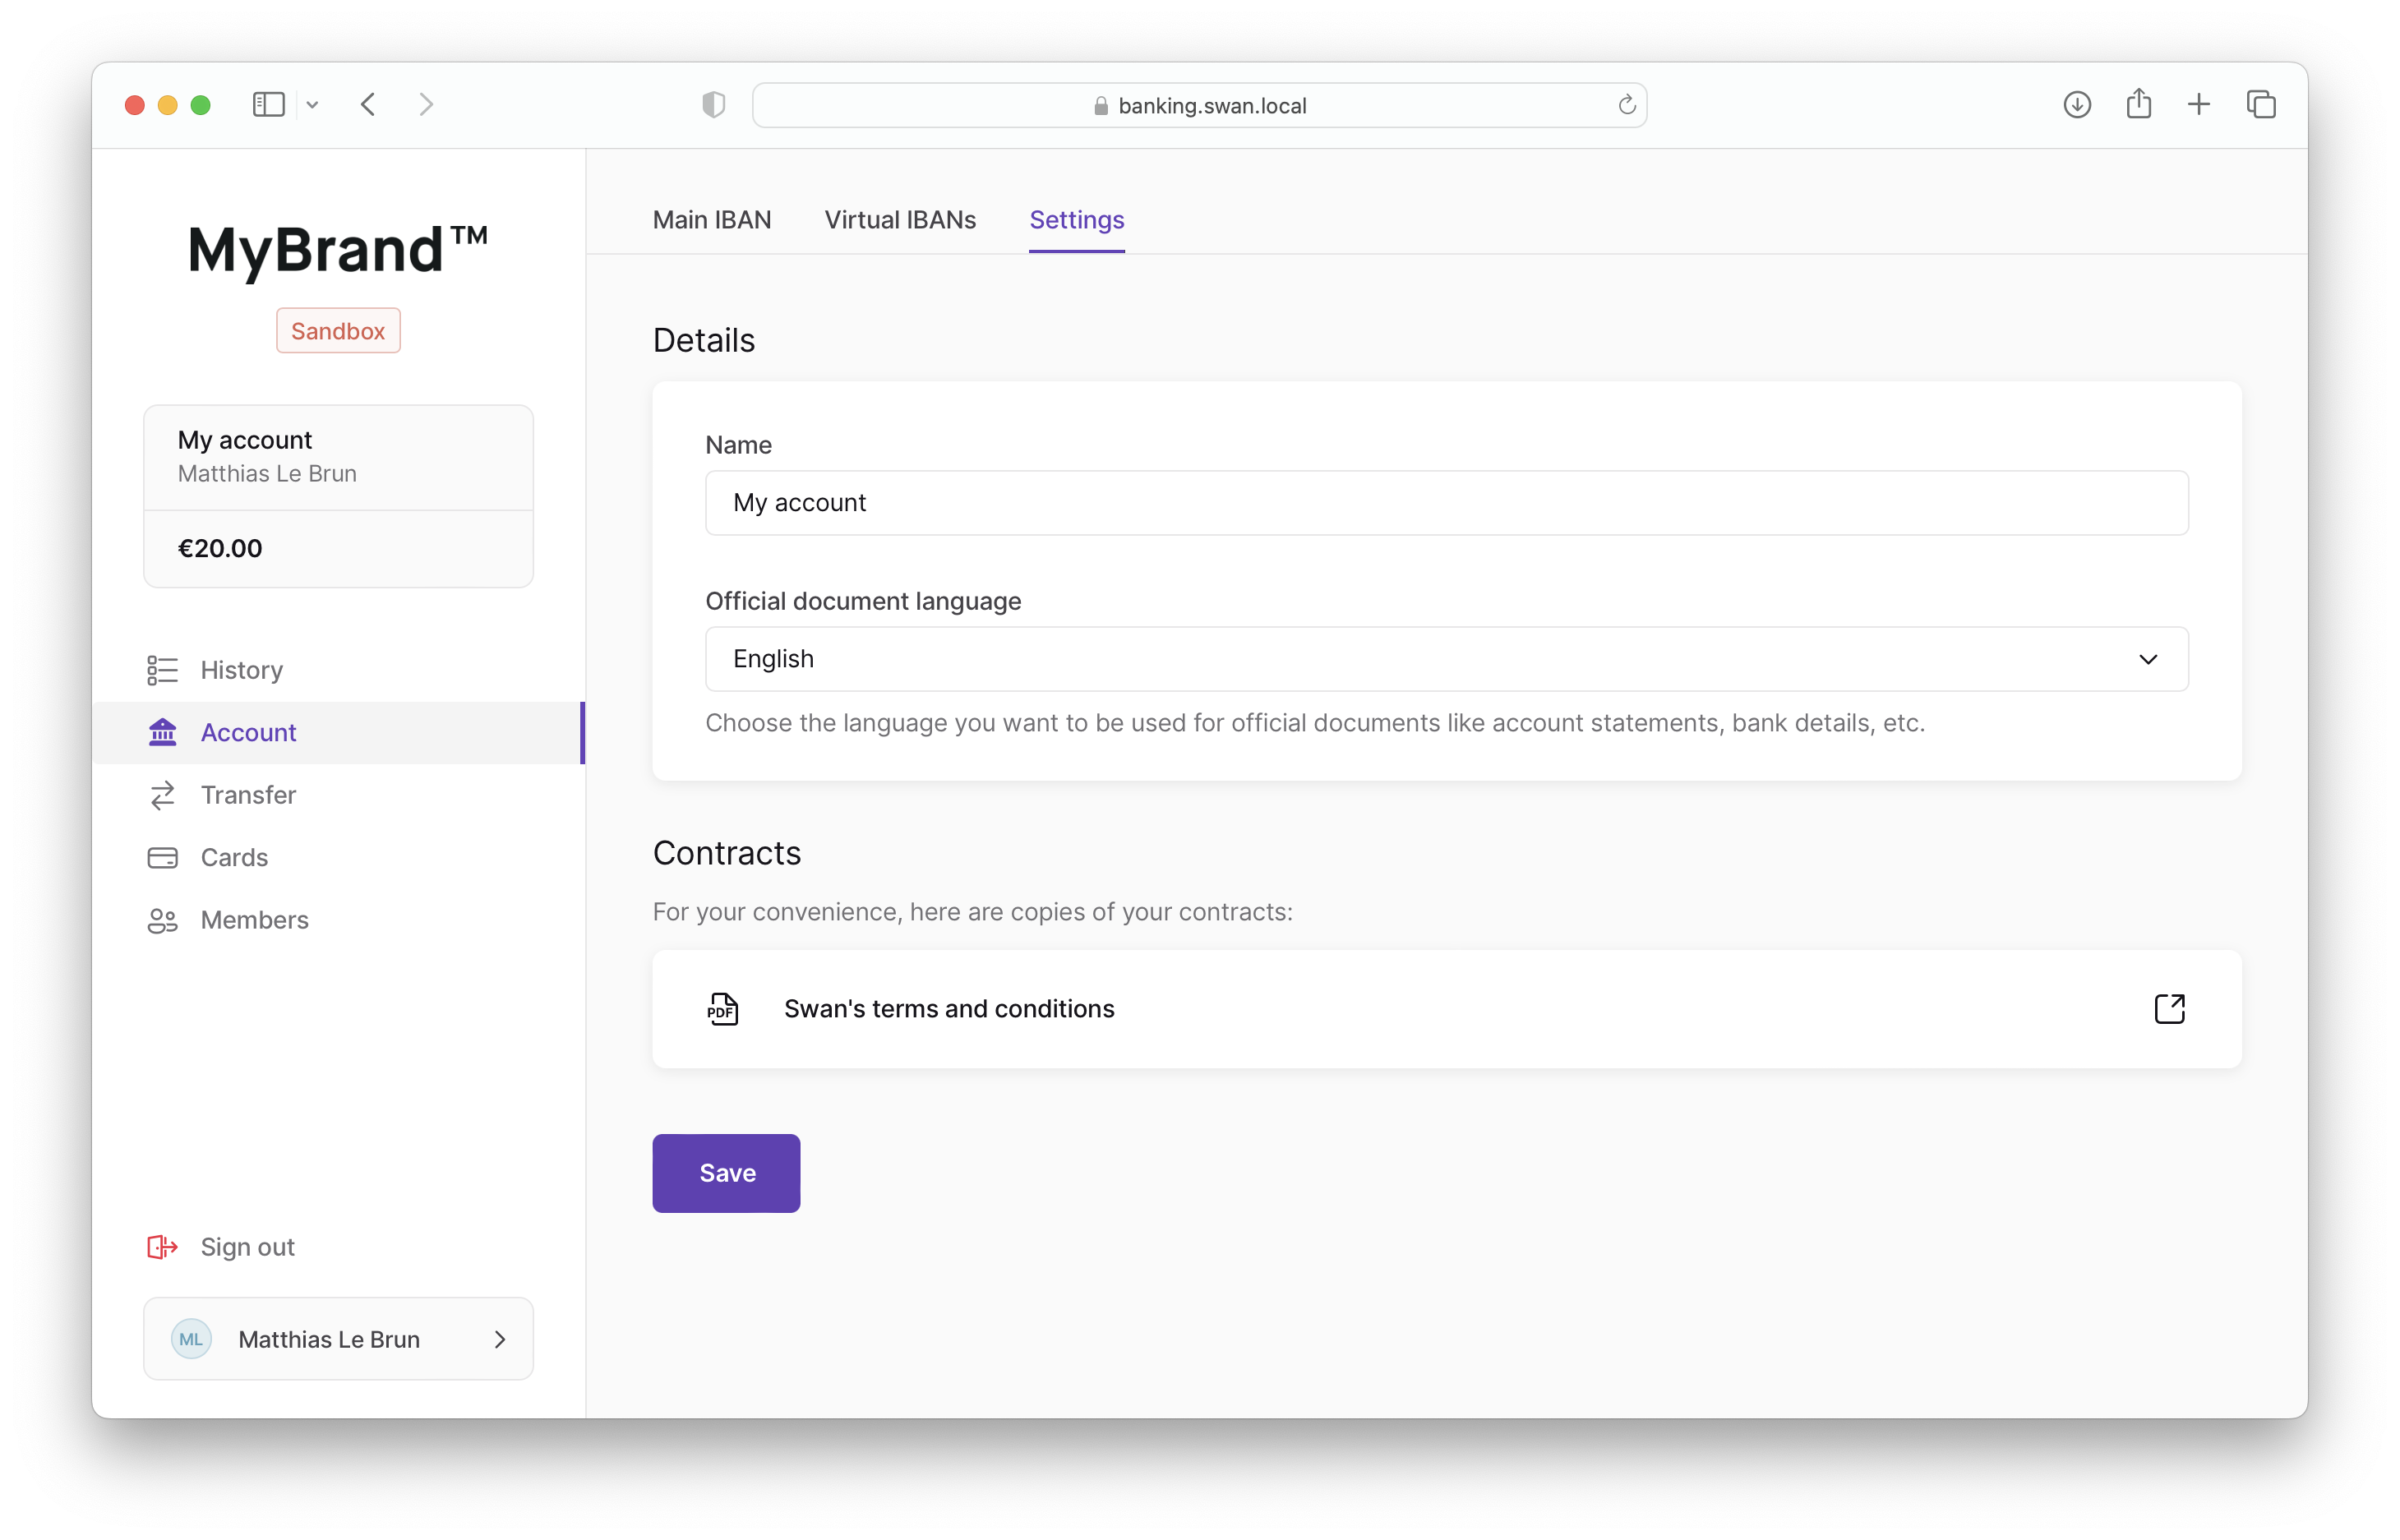 banking.swan.local
MyBrand™
Sandbox
My account
Matthias Le Brun
€20.00
History
Account
Transfer
Cards
Members
Sign out
ML
Matthias Le Brun
Main IBAN
Virtual IBANs
Settings
Details
Name
My account
Official document language
English
Choose the language you want to be used for official documents like account statements, bank details, etc.
Contracts
For your convenience, here are copies of your contracts:
PDF
Swan's terms and conditions
Save